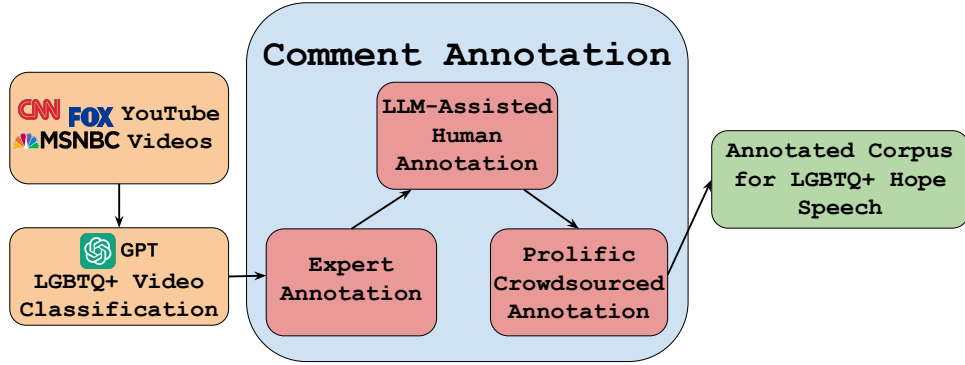 CNN FOX YouTube
MSNBC Videos
GPT
LGBTQ+ Video
Classification
Comment Annotation
Expert
Annotation
LLM-Assisted
Human
Annotation
Prolific
Crowdsourced
Annotation
Annotated Corpus
for LGBTQ+ Hope
Speech